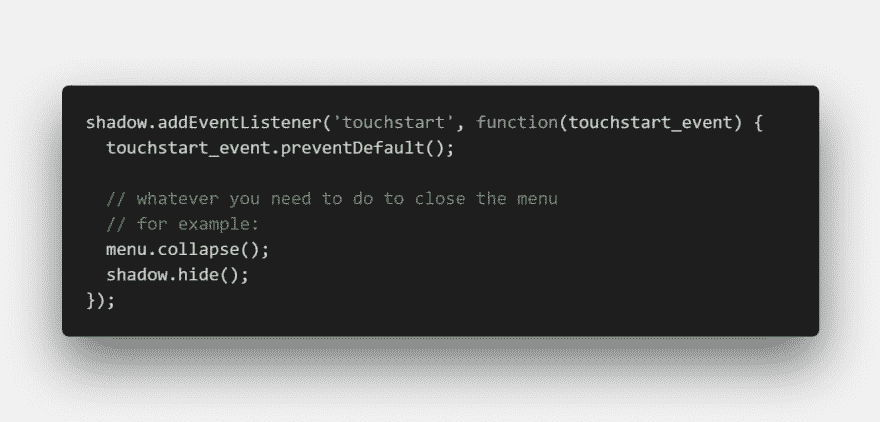 shadow.addEventListener('touchstart', function(touchstart_event) {
  touchstart_event.preventDefault();

  // whatever you need to do to close the menu
  // for example:
  menu.collapse();
  shadow.hide();
});